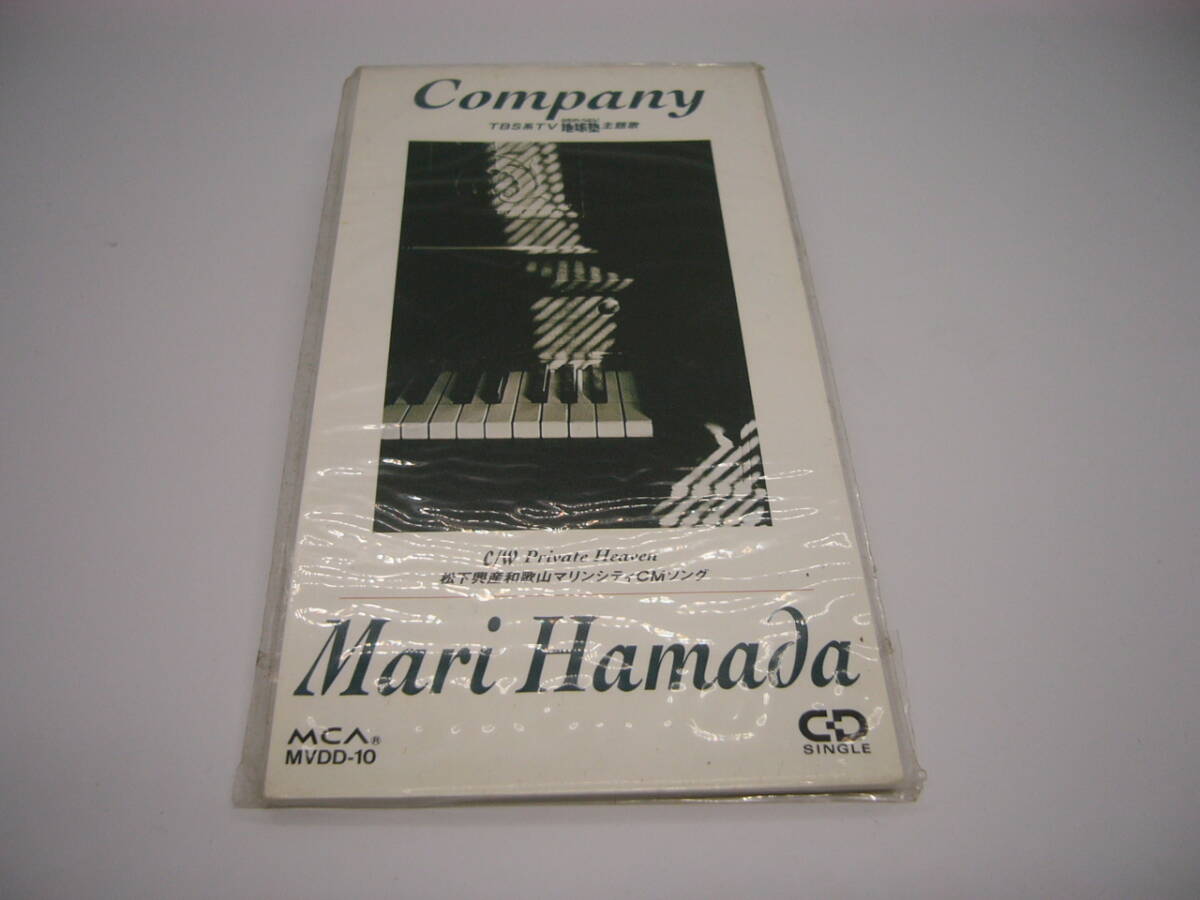 Company
TBS系TV 地球塾 主題歌
C/W Private Heaven
松下興産和歌山マリンシティCMソング
Mari Hamada
MCA®
MVDD-10
CD
SINGLE